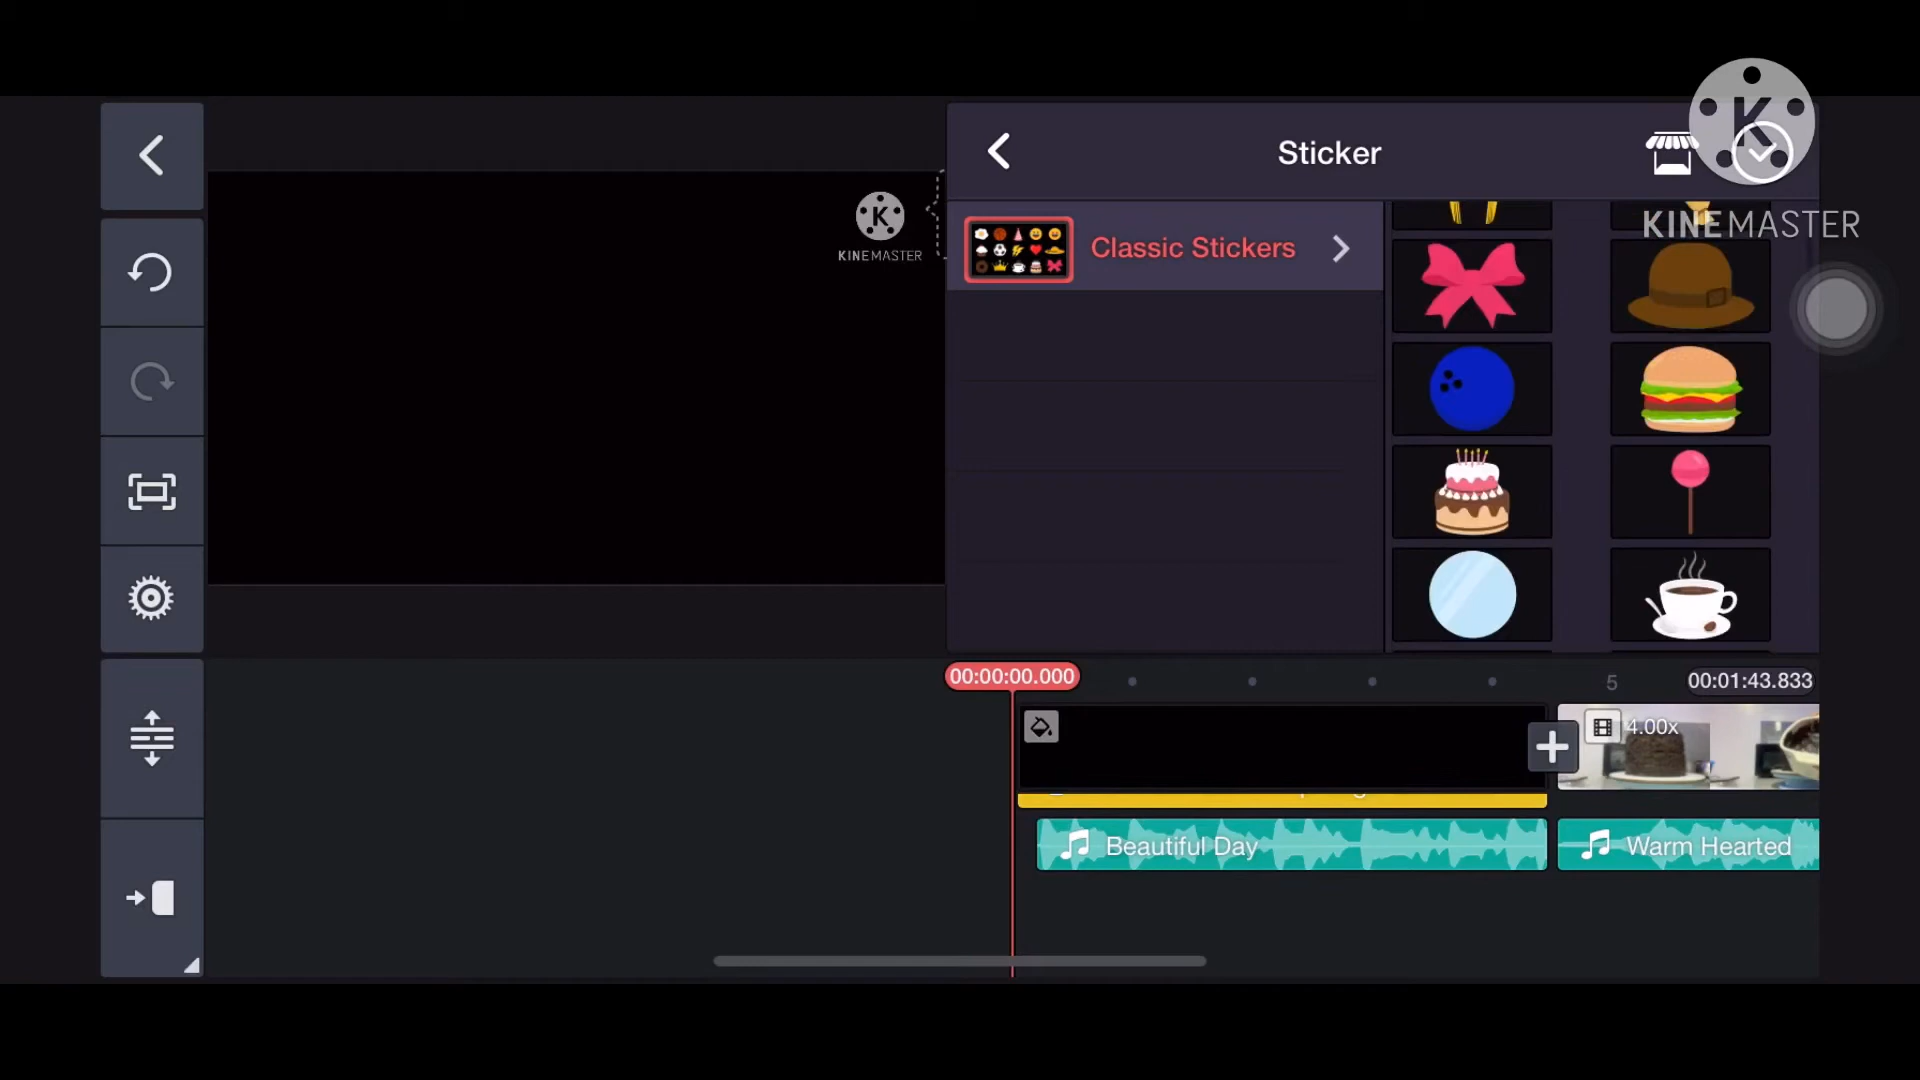 Sticker
KINEMASTER
KINEMASTER
Classic Stickers
00:00:00.000
5
00:01:43.833
4.00x
Beautiful Day
Warm Hearted